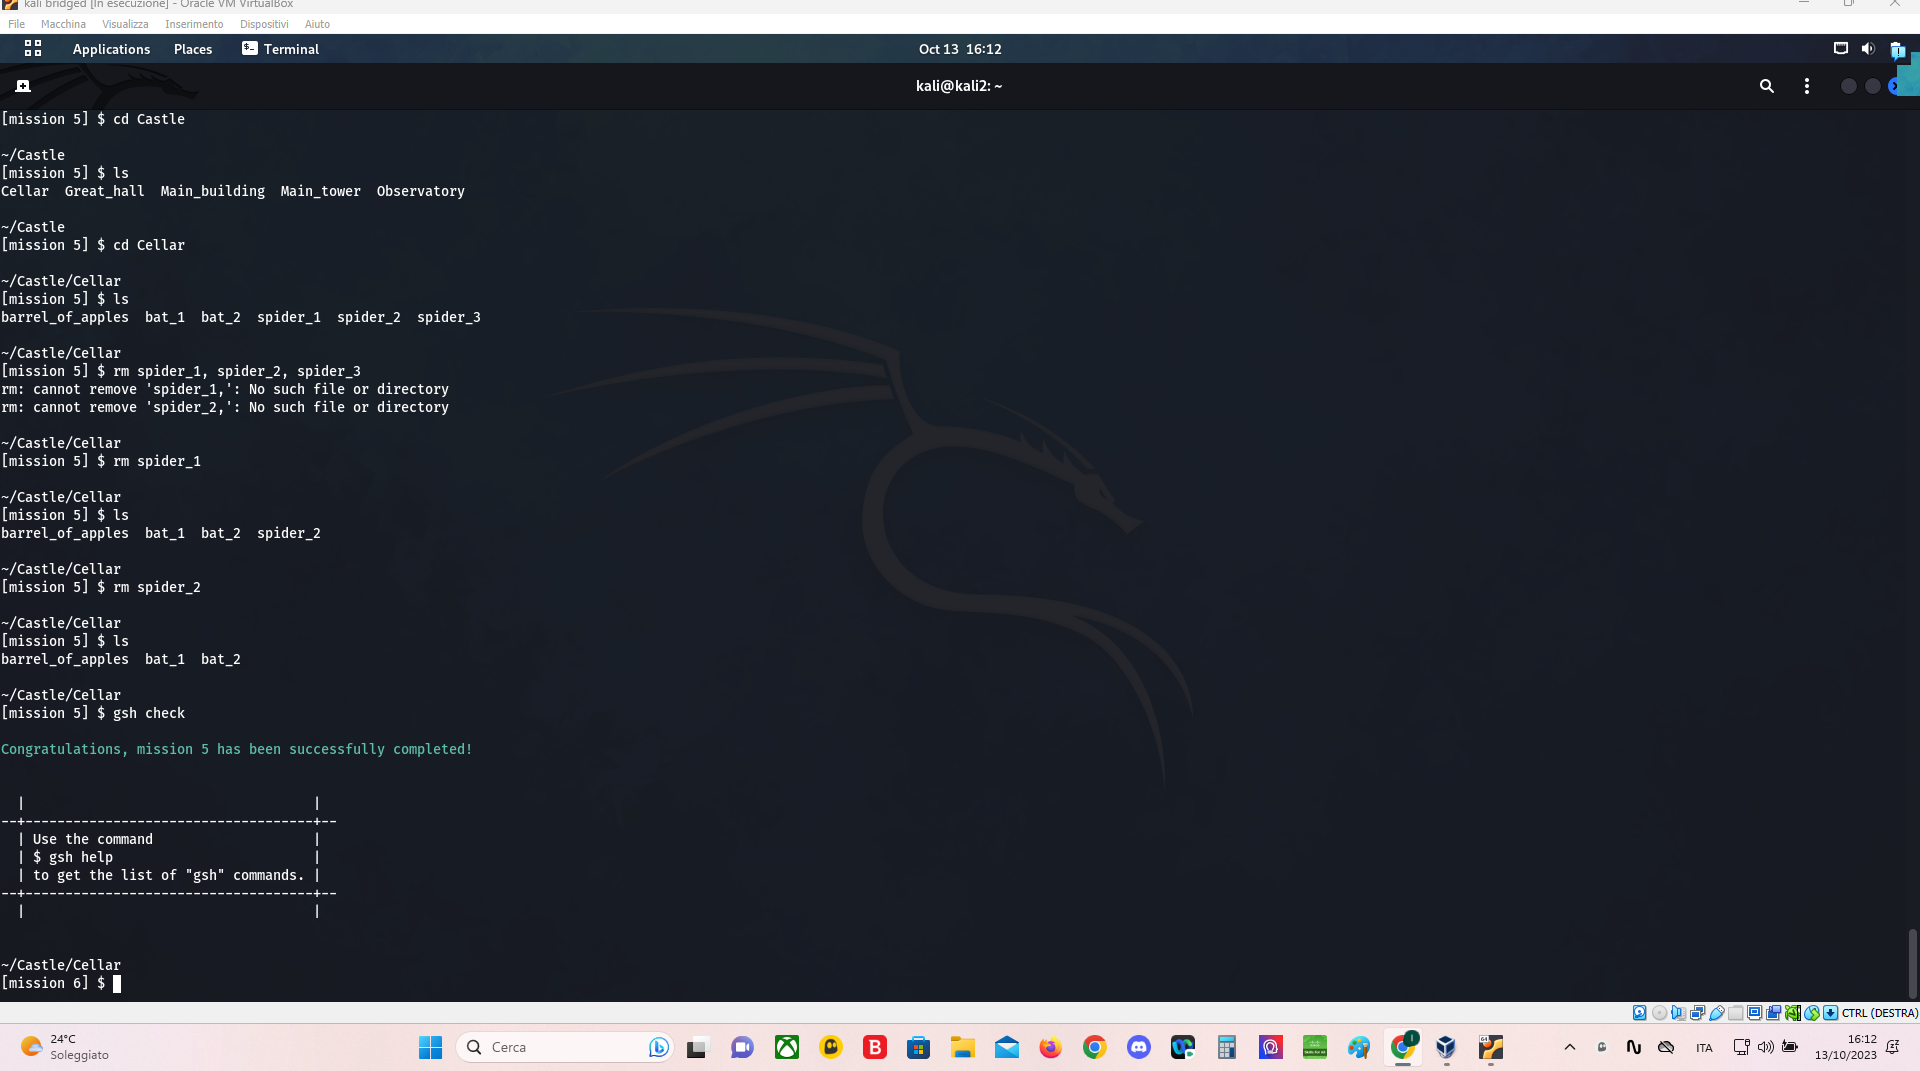 kali bridged [In esecuzione] - Oracle VM VirtualBox
File Macchina Visualizza Inserimento Dispositivi Aiuto
Applications Places Terminal Oct 13 16:12
kali@kali2: ~
[mission 5] $ cd Castle
~/Castle
[mission 5] $ ls
Cellar Great_hall Main_building Main_tower Observatory
~/Castle
[mission 5] $ cd Cellar
~/Castle/Cellar
[mission 5] $ ls
barrel_of_apples bat_1 bat_2 spider_1 spider_2 spider_3
~/Castle/Cellar
[mission 5] $ rm spider_1, spider_2, spider_3
rm: cannot remove 'spider_1,': No such file or directory
rm: cannot remove 'spider_2,': No such file or directory
~/Castle/Cellar
[mission 5] $ rm spider_1
~/Castle/Cellar
[mission 5] $ ls
barrel_of_apples bat_1 bat_2 spider_2
~/Castle/Cellar
[mission 5] $ rm spider_2
~/Castle/Cellar
[mission 5] $ ls
barrel_of_apples bat_1 bat_2
~/Castle/Cellar
[mission 5] $ gsh check
Congratulations, mission 5 has been successfully completed!
| |
--+------------------------------------+--
| Use the command |
| $ gsh help |
| to get the list of "gsh" commands. |
--+------------------------------------+--
| |
~/Castle/Cellar
[mission 6] $
CTRL (DESTRA)
24°C
Soleggiato
Cerca
ITA
16:12
13/10/2023